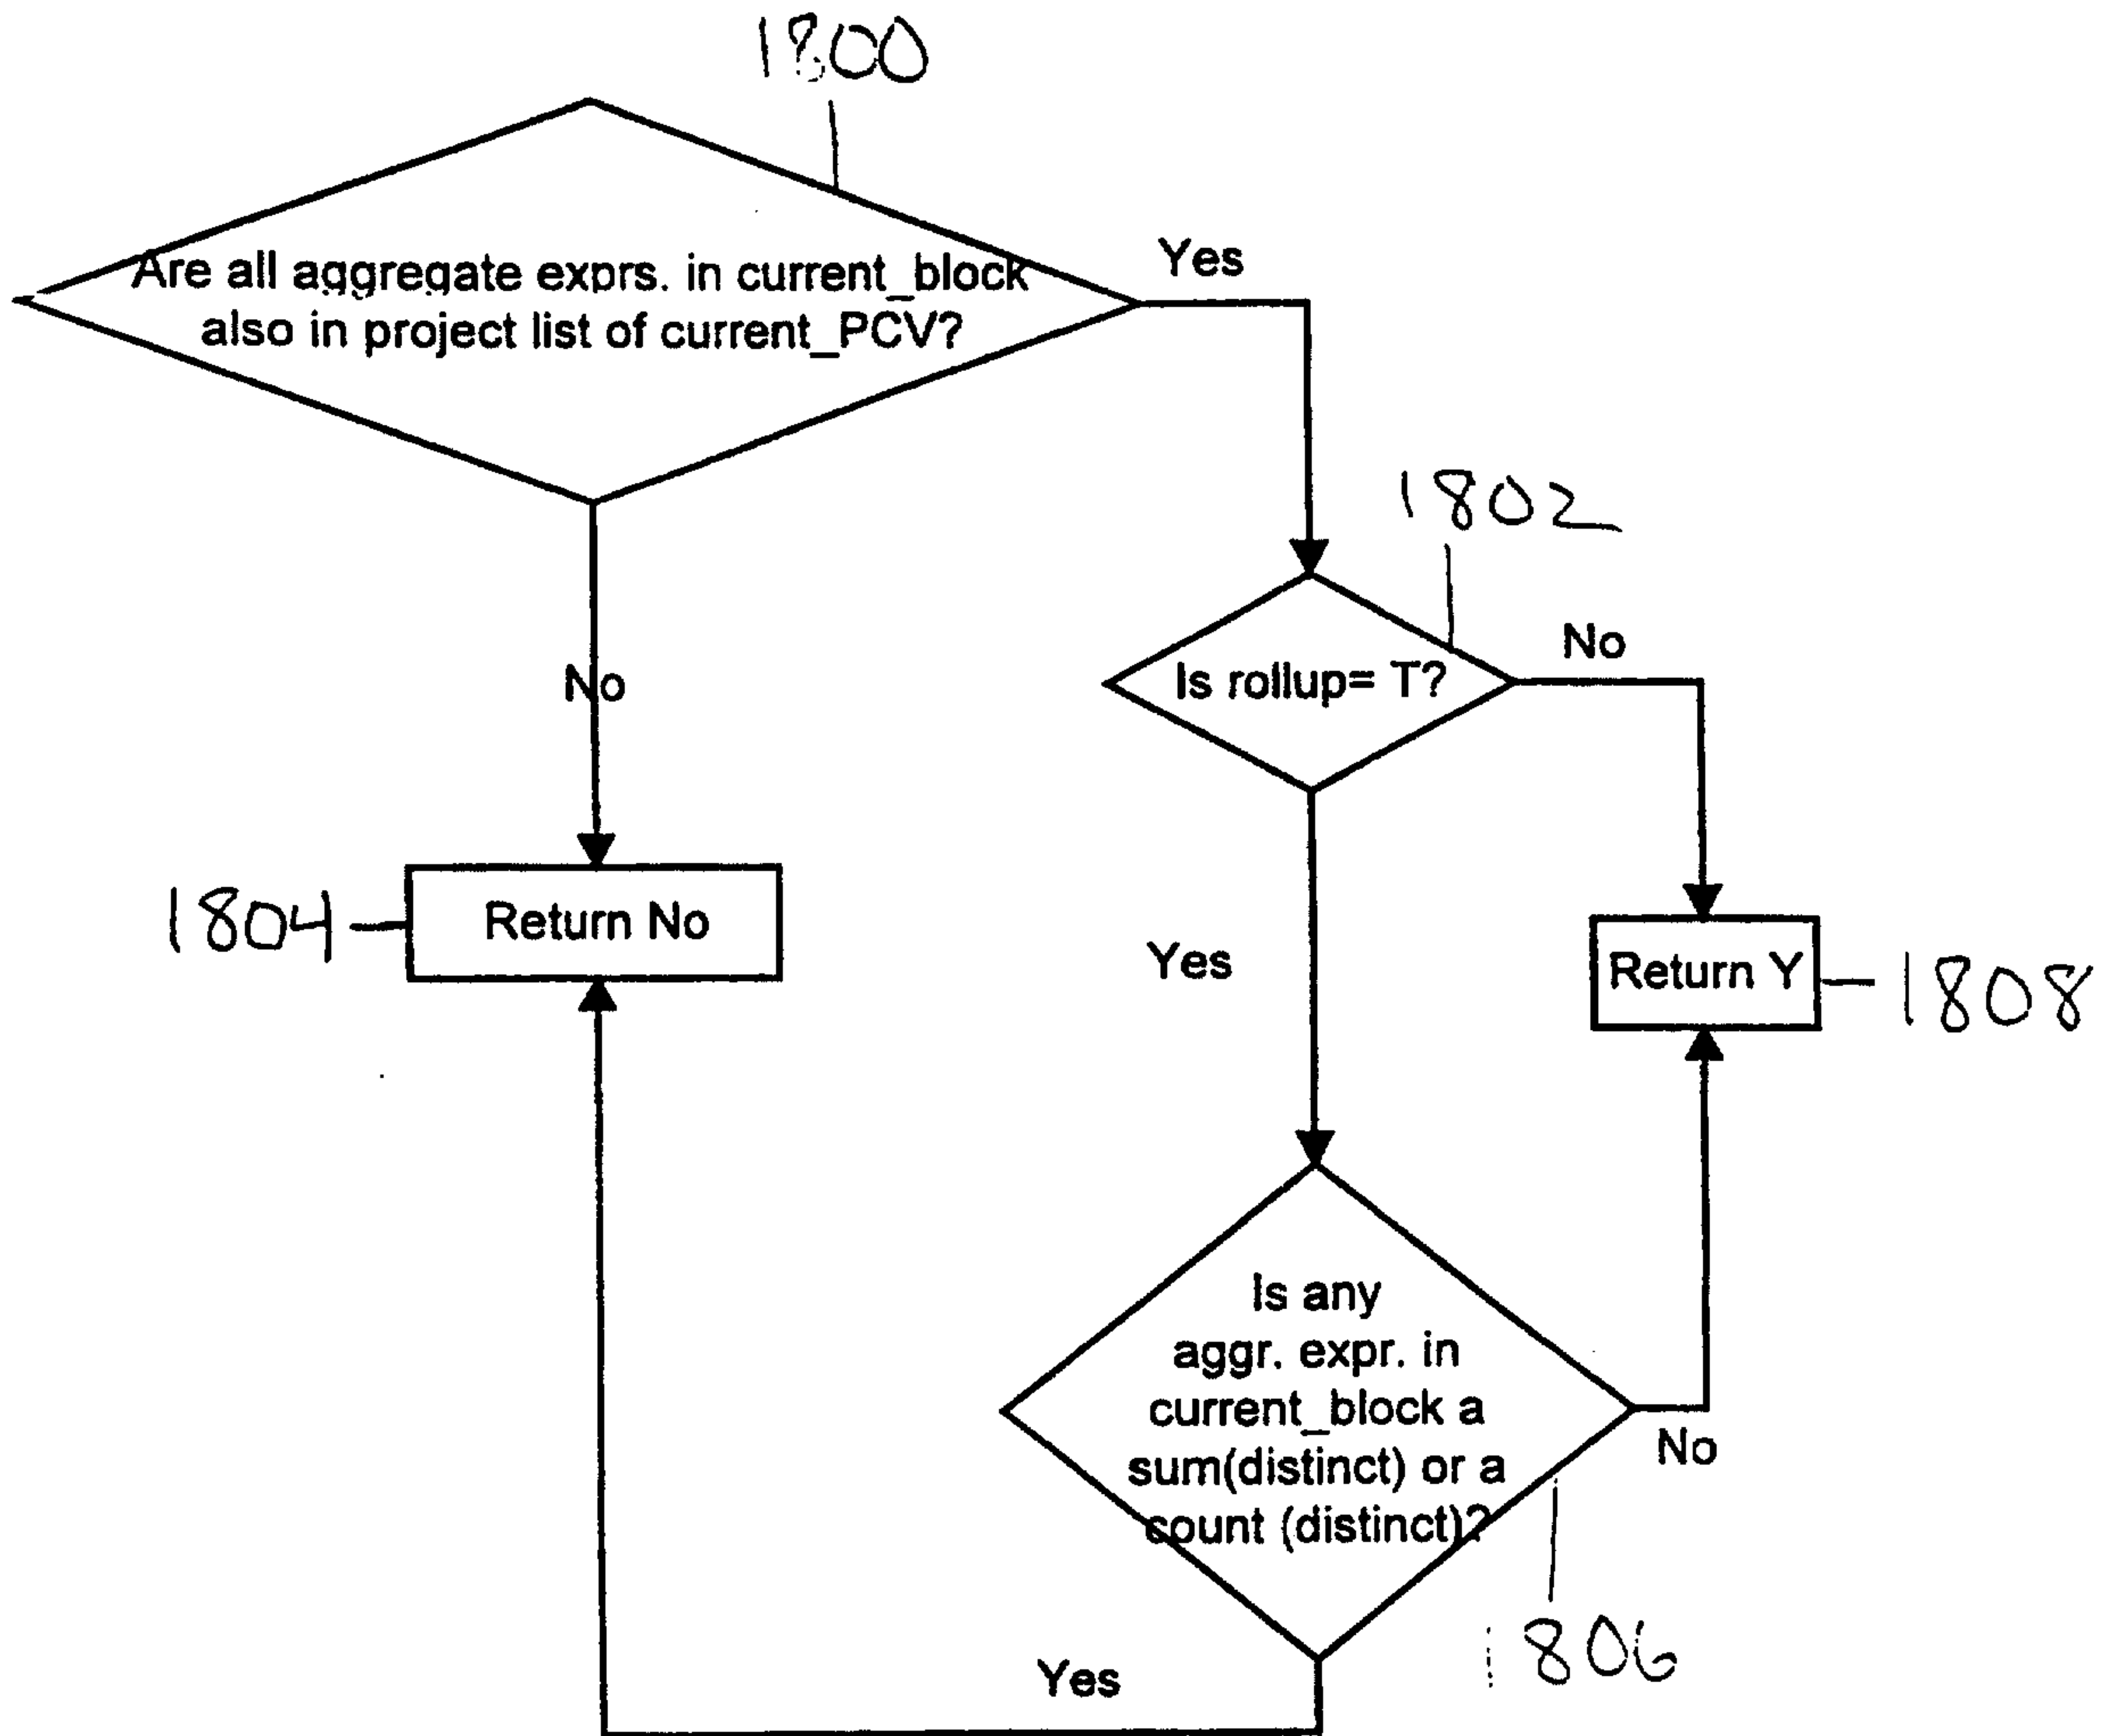 1800
Are all aggregate exprs. in current_block
also in project list of current_PCV?
Yes
1802
No
Is rollup= T?
No
1804
Return No
Yes
Return Y
1808
Is any
aggr. expr. in
current_block a
sum(distinct) or a
count (distinct)?
No
1806
Yes